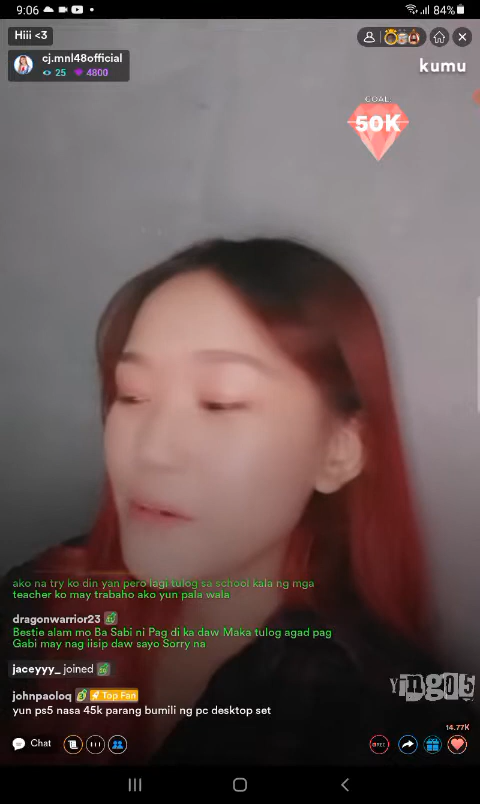 9:06
84%
Hiii <3
cj.mnl48official
25 4800
kumu
GOAL:
50K
ako na try ko din yan pero lagi tulog sa school kala ng mga
teacher ko may trabaho ako yun pala wala
dragonwarrior23
Bestie alam mo Ba Sabi ni Pag di ka daw Maka tulog agad pag
Gabi may nag iisip daw sayo Sorry na
jaceyyy_ joined
johnpaoloq Top Fan
yun ps5 nasa 45k parang bumili ng pc desktop set
Yingo5
14.77K
Chat